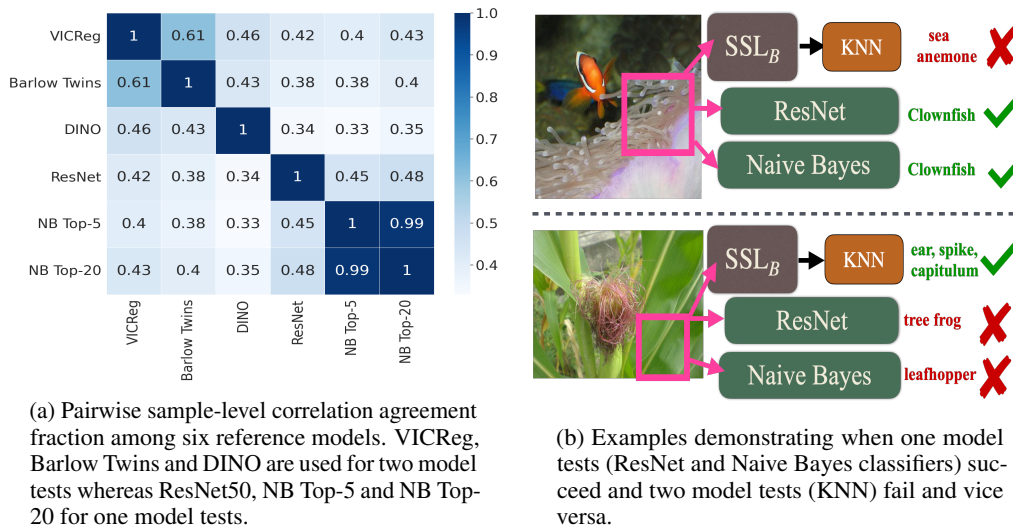 VICReg 1 0.61 0.46 0.42 0.4 0.43
Barlow Twins 0.61 1 0.43 0.38 0.38 0.4
DINO 0.46 0.43 1 0.34 0.33 0.35
ResNet 0.42 0.38 0.34 1 0.45 0.48
NB Top-5 0.4 0.38 0.33 0.45 1 0.99
NB Top-20 0.43 0.4 0.35 0.48 0.99 1
VICReg
Barlow Twins
DINO
ResNet
NB Top-5
NB Top-20
1.0
0.9
0.8
0.7
0.6
0.5
0.4
(a) Pairwise sample-level correlation agreement
fraction among six reference models. VICReg,
Barlow Twins and DINO are used for two model
tests whereas ResNet50, NB Top-5 and NB Top-
20 for one model tests.
SSL_B
KNN
sea
anemone
ResNet
Clownfish
Naive Bayes
Clownfish
SSL_B
KNN
ear, spike,
capitulum
ResNet
tree frog
Naive Bayes
leafhopper
(b) Examples demonstrating when one model
tests (ResNet and Naive Bayes classifiers) suc-
ceed and two model tests (KNN) fail and vice
versa.